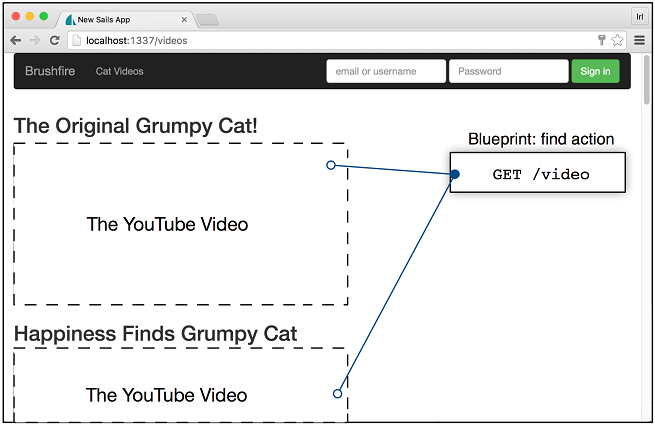 New Sails App
Irl
localhost:1337/videos
Brushfire Cat Videos email or username Password Sign in
The Original Grumpy Cat!
Blueprint: find action
GET /video
The YouTube Video
Happiness Finds Grumpy Cat
The YouTube Video